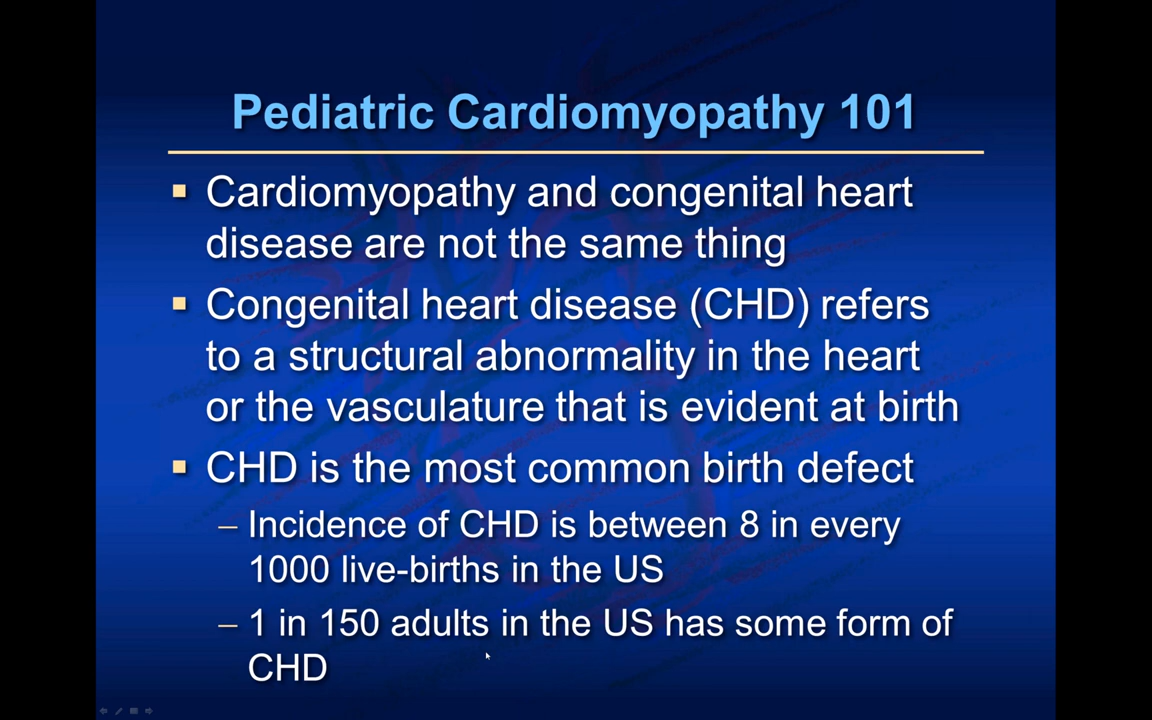 Pediatric Cardiomyopathy 101
▪ Cardiomyopathy and congenital heart
disease are not the same thing
▪ Congenital heart disease (CHD) refers
to a structural abnormality in the heart
or the vasculature that is evident at birth
▪ CHD is the most common birth defect
– Incidence of CHD is between 8 in every
1000 live-births in the US
– 1 in 150 adults in the US has some form of
CHD